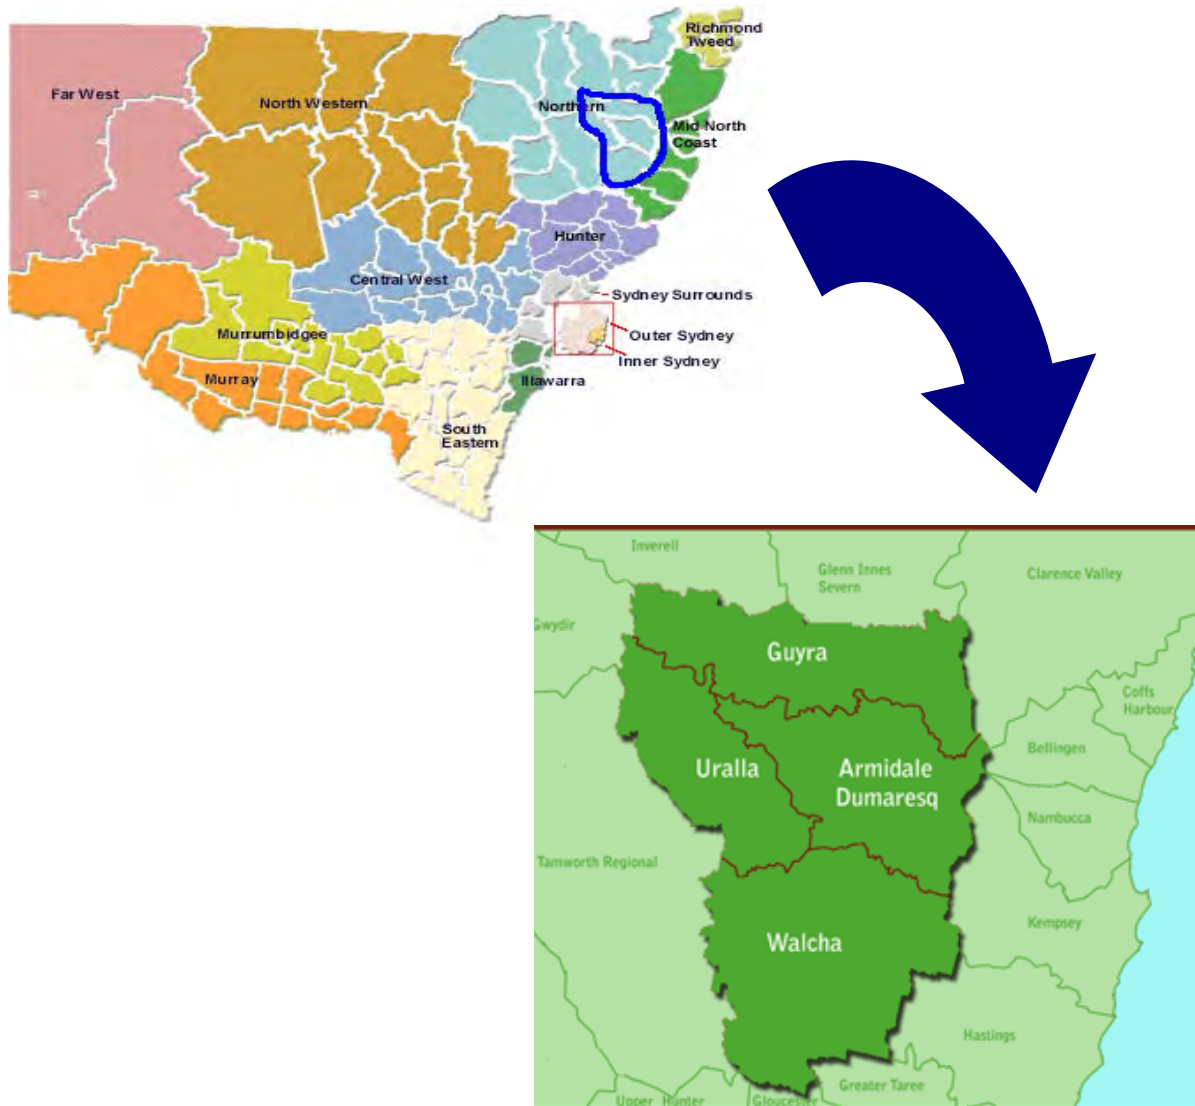 Richmond
Tweed
Far West
North Western
Northern
Mid North
Coast
Hunter
Central West
Sydney Surrounds
Outer Sydney
Murrumbidgee
Inner Sydney
Murray
Illawarra
South
Eastern
Inverell
Glenn Innes
Severn
Clarence Valley
Gwydir
Guyra
Coffs
Harbour
Bellingen
Uralla
Armidale
Dumaresq
Nambucca
Tamworth Regional
Kempsey
Walcha
Hastings
Greater Taree
Upper Hunter
Gloucester